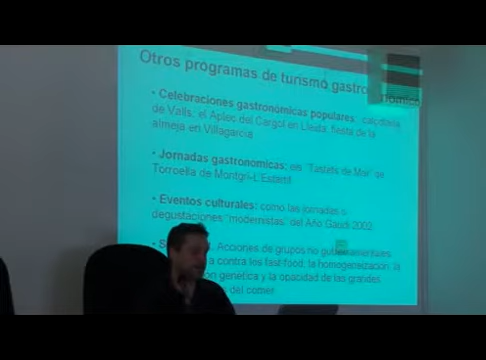 Otros programas de turismo gastronómico
• Celebraciones gastronómicas populares: calçotada
de Valls, el Aplec del Cargol en Lleida, fiesta de la
almeja en Villagarcía
• Jornadas gastronómicas; els "Tastets de Mar" de
Torroella de Montgrí-L'Estartit
• Eventos culturales: como las jornadas o
degustaciones "modernistas" del Año Gaudí 2002
• Acciones de grupos no gubernamentales
contra los fast-food, la homogeneización, la
genética y la opacidad de las grandes
del comer